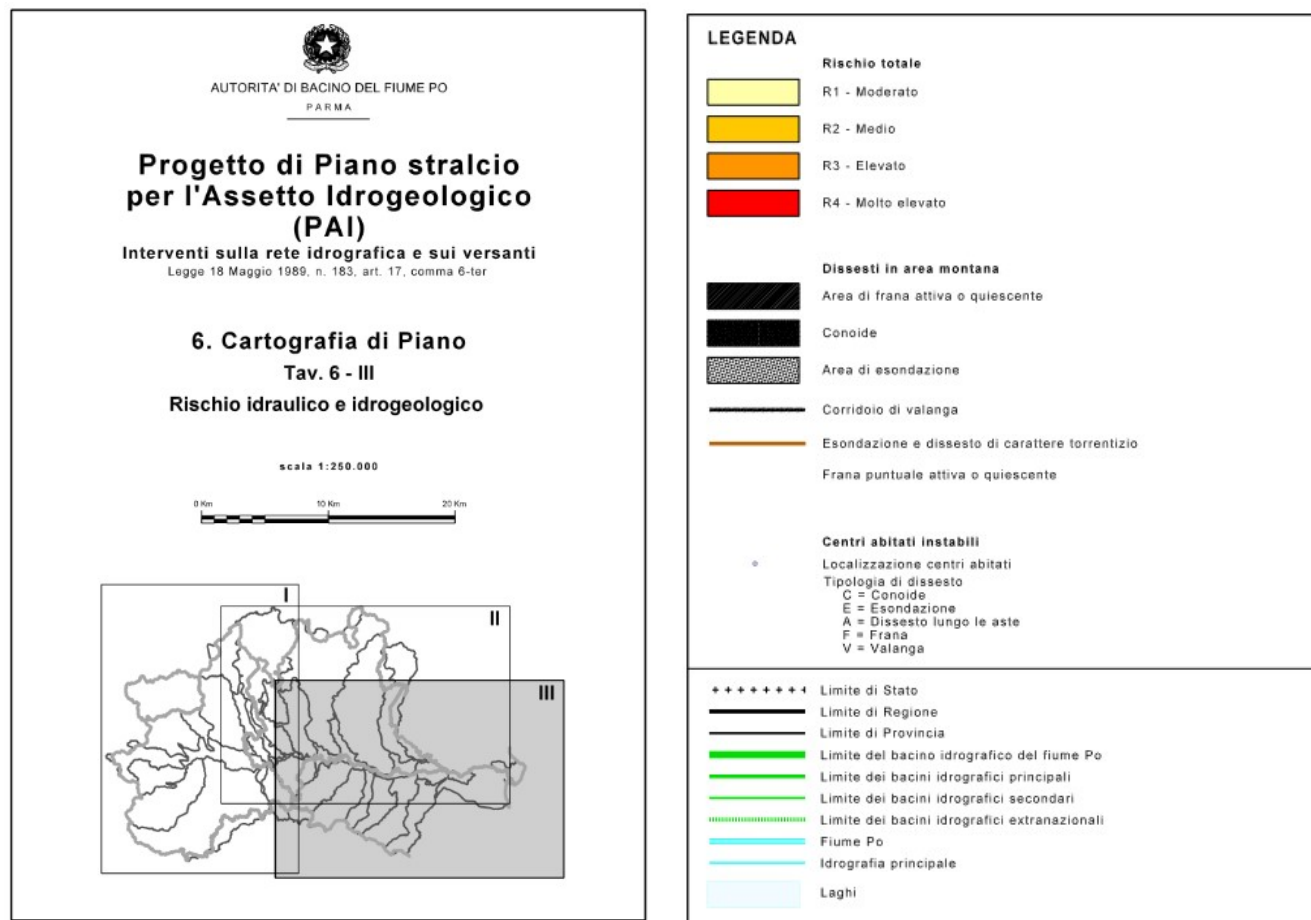 AUTORITA' DI BACINO DEL FIUME PO
PARMA
Progetto di Piano stralcio
per l'Assetto Idrogeologico
(PAI)
Interventi sulla rete idrografica e sui versanti
Legge 18 Maggio 1989, n. 183, art. 17, comma 6-ter
6. Cartografia di Piano
Tav. 6 - III
Rischio idraulico e idrogeologico
scala 1:250.000
0 Km 10 Km 20 Km
I
II
III
LEGENDA
Rischio totale
R1 - Moderato
R2 - Medio
R3 - Elevato
R4 - Molto elevato
Dissesti in area montana
Area di frana attiva o quiescente
Conoide
Area di esondazione
Corridoio di valanga
Esondazione e dissesto di carattere torrentizio
Frana puntuale attiva o quiescente
Centri abitati instabili
Localizzazione centri abitati
Tipologia di dissesto
C = Conoide
E = Esondazione
A = Dissesto lungo le aste
F = Frana
V = Valanga
Limite di Stato
Limite di Regione
Limite di Provincia
Limite del bacino idrografico del fiume Po
Limite dei bacini idrografici principali
Limite dei bacini idrografici secondari
Limite dei bacini idrografici extranazionali
Fiume Po
Idrografia principale
Laghi